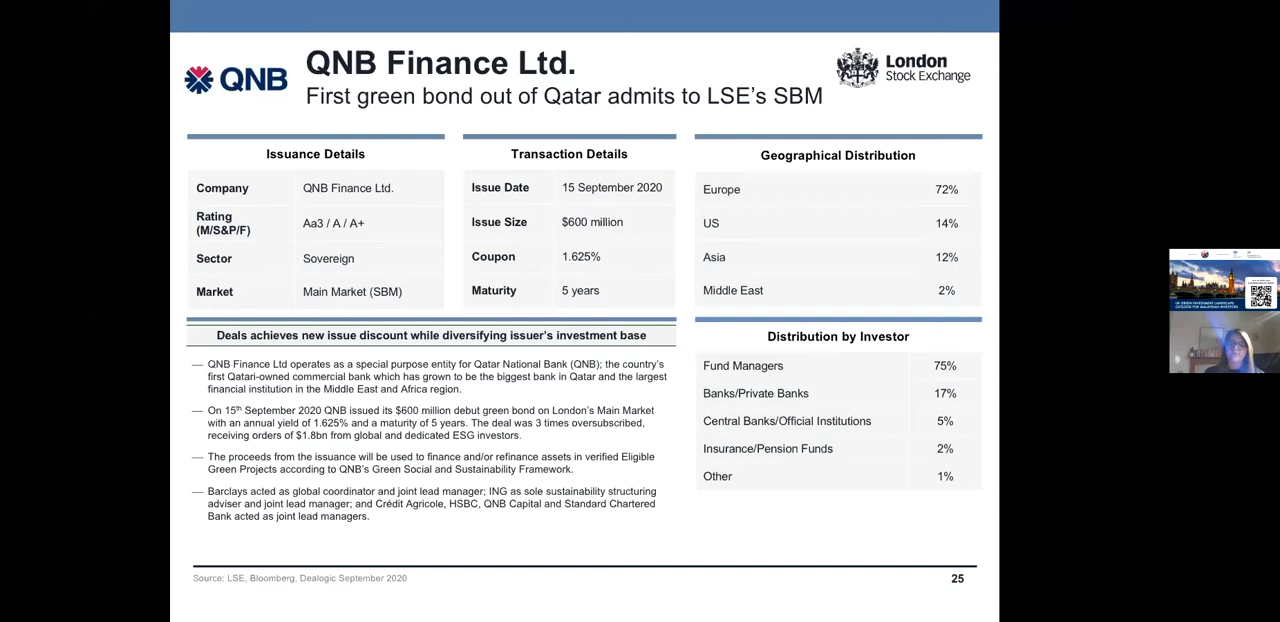 QNB
QNB Finance Ltd.
First green bond out of Qatar admits to LSE's SBM
London
Stock Exchange
Issuance Details
Company QNB Finance Ltd.
Rating
(M/S&P/F) Aa3 / A / A+
Sector Sovereign
Market Main Market (SBM)
Transaction Details
Issue Date 15 September 2020
Issue Size $600 million
Coupon 1.625%
Maturity 5 years
Geographical Distribution
Europe 72%
US 14%
Asia 12%
Middle East 2%
Deals achieves new issue discount while diversifying issuer's investment base
— QNB Finance Ltd operates as a special purpose entity for Qatar National Bank (QNB); the country's
first Qatari-owned commercial bank which has grown to be the biggest bank in Qatar and the largest
financial institution in the Middle East and Africa region.
— On 15th September 2020 QNB issued its $600 million debut green bond on London's Main Market
with an annual yield of 1.625% and a maturity of 5 years. The deal was 3 times oversubscribed,
receiving orders of $1.8bn from global and dedicated ESG investors.
— The proceeds from the issuance will be used to finance and/or refinance assets in verified Eligible
Green Projects according to QNB's Green Social and Sustainability Framework.
— Barclays acted as global coordinator and joint lead manager; ING as sole sustainability structuring
adviser and joint lead manager; and Crédit Agricole, HSBC, QNB Capital and Standard Chartered
Bank acted as joint lead managers.
Distribution by Investor
Fund Managers 75%
Banks/Private Banks 17%
Central Banks/Official Institutions 5%
Insurance/Pension Funds 2%
Other 1%
Source: LSE, Bloomberg, Dealogic September 2020
25
UK GREEN INVESTMENT LANDSCAPE:
OUTLOOK FOR MALAYSIAN INVESTORS